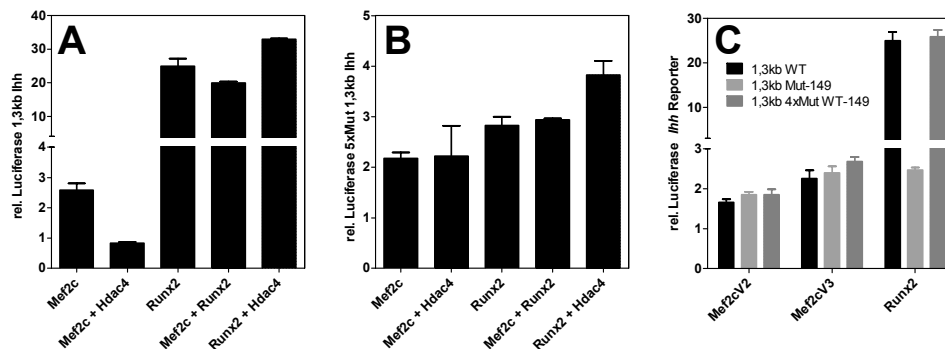 A
rel. Luciferase 1,3kb Ihh
40
30
20
10
4
3
2
1
0
Mef2c
Mef2c + Hdac4
Runx2
Mef2c + Runx2
Runx2 + Hdac4
B
rel. Luciferase 5xMut 1,3kb Ihh
5
4
3
2
1
0
Mef2c
Mef2c + Hdac4
Runx2
Mef2c + Runx2
Runx2 + Hdac4
C
rel. Luciferase Ihh Reporter
30
20
10
4
3
2
1
0
1,3kb WT
1,3kb Mut-149
1,3kb 4xMut WT-149
Mef2cV2
Mef2cV3
Runx2